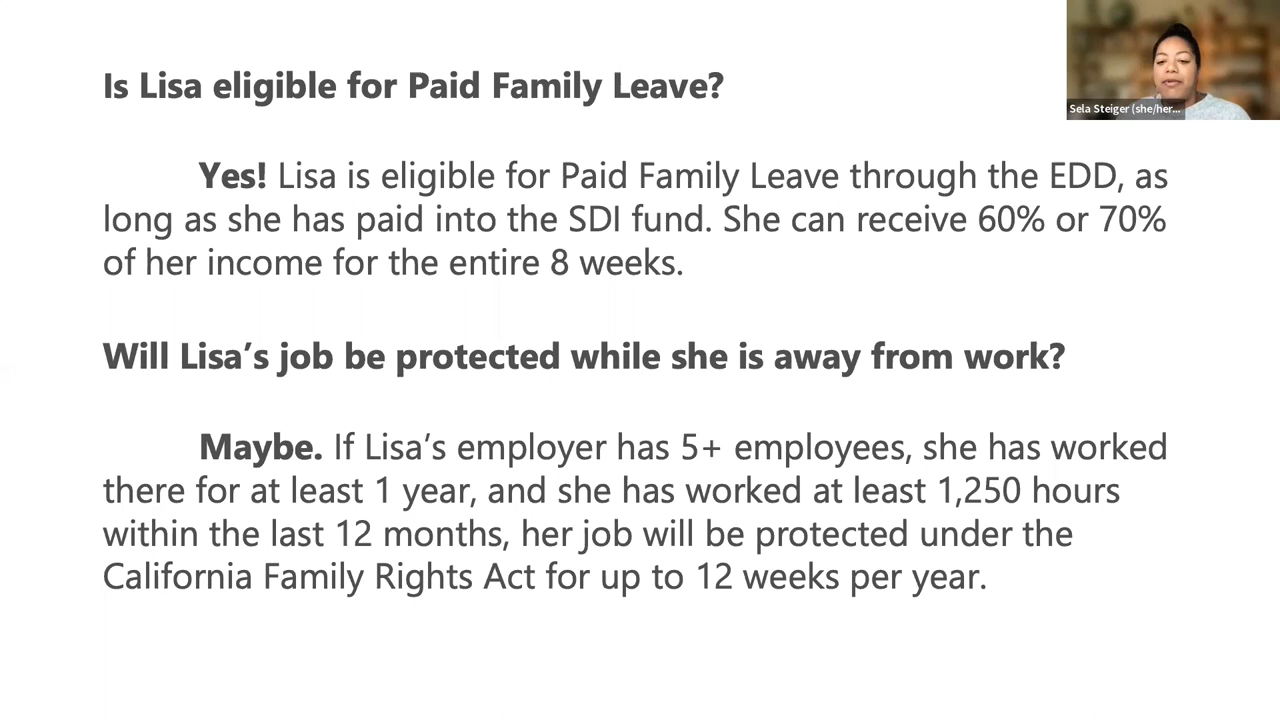 Is Lisa eligible for Paid Family Leave?
Yes! Lisa is eligible for Paid Family Leave through the EDD, as
long as she has paid into the SDI fund. She can receive 60% or 70%
of her income for the entire 8 weeks.
Will Lisa’s job be protected while she is away from work?
Maybe. If Lisa’s employer has 5+ employees, she has worked
there for at least 1 year, and she has worked at least 1,250 hours
within the last 12 months, her job will be protected under the
California Family Rights Act for up to 12 weeks per year.
Sela Steiger (she/her...